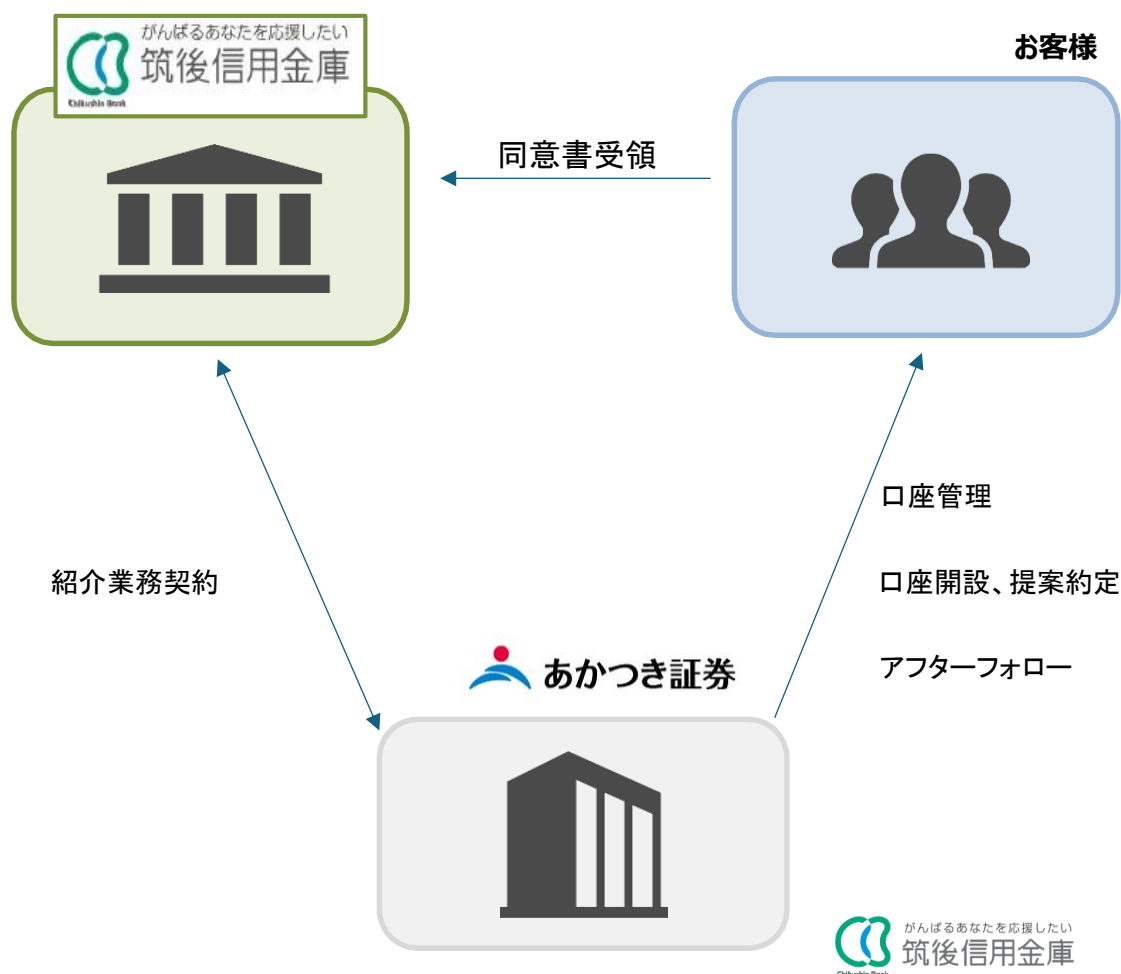 がんばるあなたを応援したい
筑後信用金庫
Chikushin Bank
お客様
同意書受領
口座管理
紹介業務契約
口座開設、提案約定
アフターフォロー
あかつき証券
がんばるあなたを応援したい
筑後信用金庫
Chikushin Bank